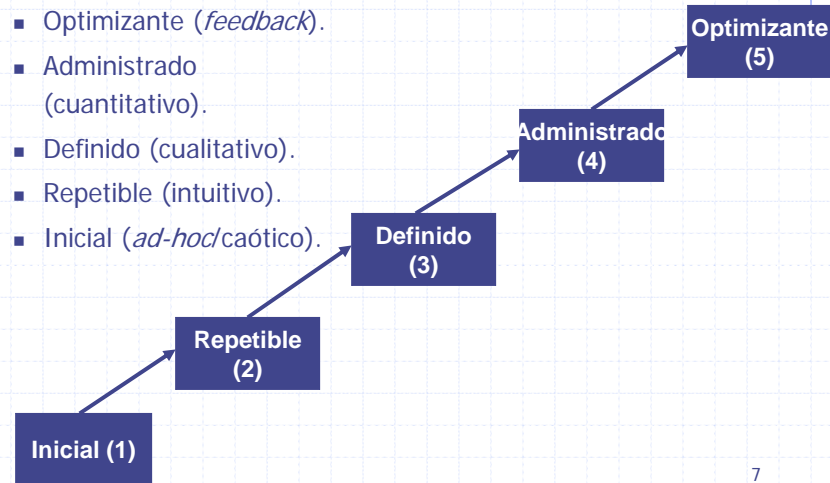 Optimizante (feedback).
Administrado
(cuantitativo).
Definido (cualitativo).
Repetible (intuitivo).
Inicial (ad-hoc/caótico).
Optimizante
(5)
Administrado
(4)
Definido
(3)
Repetible
(2)
Inicial (1)
7